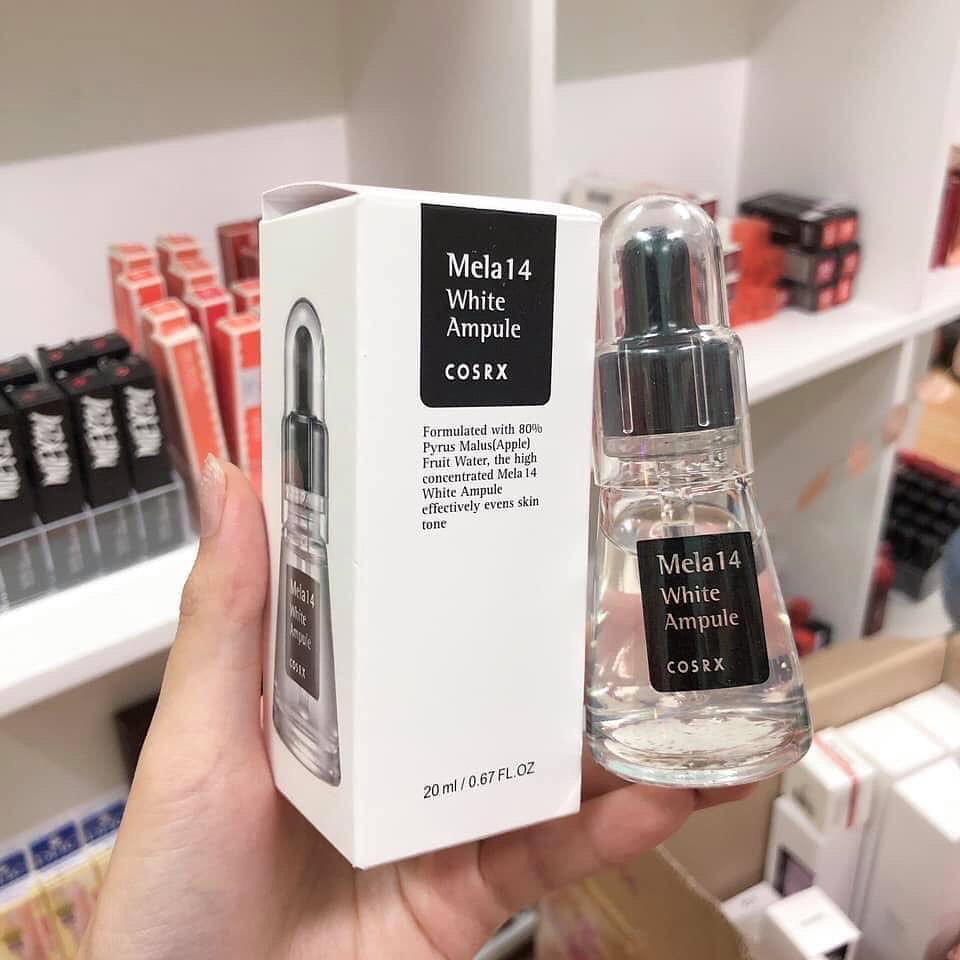 Mela14
White
Ampule
COSRX
Formulated with 80%
Pyrus Malus(Apple)
Fruit Water, the high
concentrated Mela14
White Ampule
effectively evens skin
tone
20 ml / 0.67 FL.OZ
Mela14
White
Ampule
COSRX
Mela14
White
Ampule
COSRX